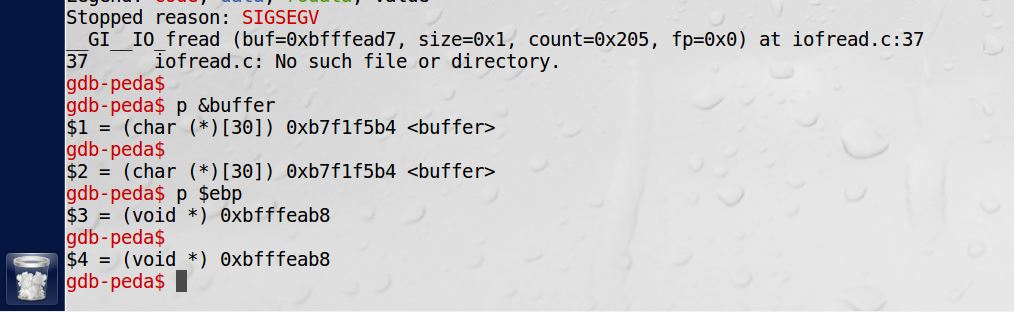 Legend: code, data, rodata, value
Stopped reason: SIGSEGV
__GI__IO_fread (buf=0xbfffead7, size=0x1, count=0x205, fp=0x0) at iofread.c:37
37      iofread.c: No such file or directory.
gdb-peda$
gdb-peda$ p &buffer
$1 = (char (*)[30]) 0xb7f1f5b4 <buffer>
gdb-peda$
$2 = (char (*)[30]) 0xb7f1f5b4 <buffer>
gdb-peda$ p $ebp
$3 = (void *) 0xbfffeab8
gdb-peda$
$4 = (void *) 0xbfffeab8
gdb-peda$